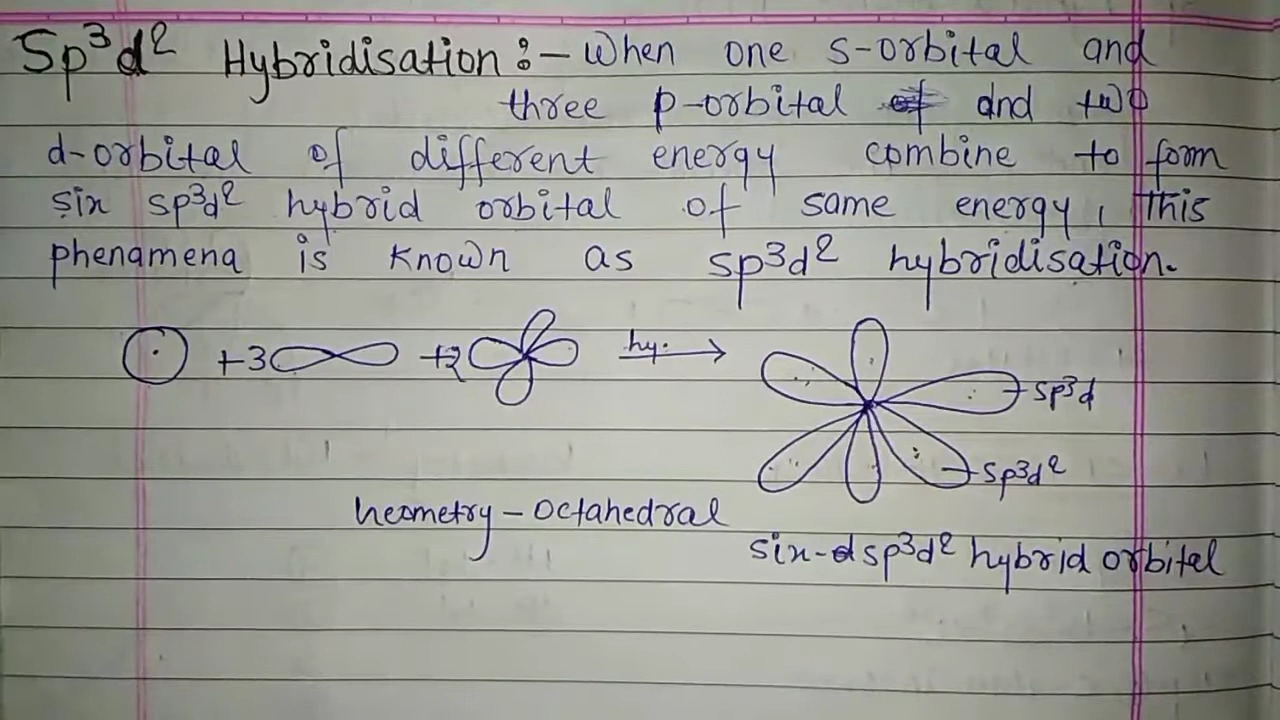 Sp³d² Hybridisation :- When one s-orbital and
three p-orbital and two
d-orbital of different energy combine to form
six sp³d² hybrid orbital of same energy, this
phenamena is known as sp³d² hybridisation.
+3 +2 hy.
sp³d
sp³d²
Geometry - Octahedral
six-sp³d² hybrid orbital